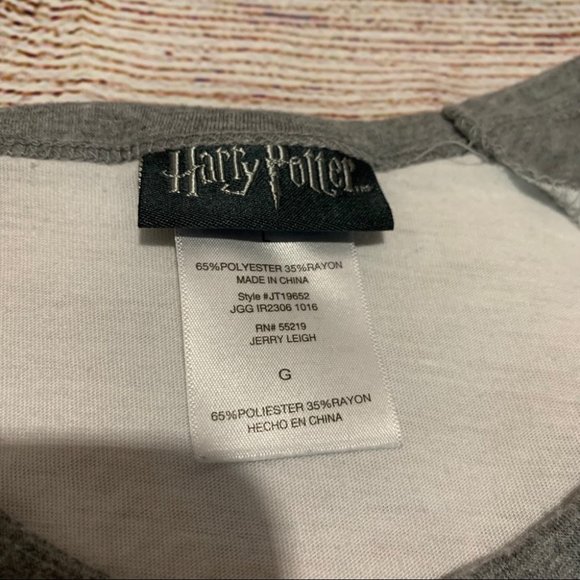 Harry Potter
L
65%POLYESTER 35%RAYON
MADE IN CHINA
Style #JT19652
JGG IR2306 1016
RN# 55219
JERRY LEIGH
G
65%POLIESTER 35%RAYON
HECHO EN CHINA